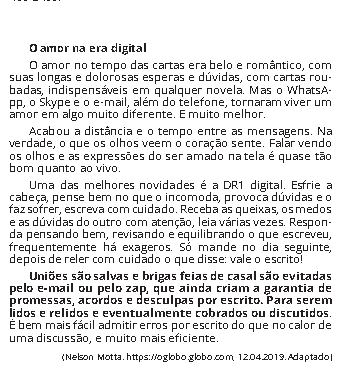 O amor na era digital
O amor no tempo das cartas era belo e romântico, com
suas longas e dolorosas esperas e dúvidas, com cartas rou-
badas, indispensáveis em qualquer novela. Mas o WhatsA-
pp, o Skype e o e-mail, além do telefone, tornaram viver um
amor em algo muito diferente. E muito melhor.
Acabou a distância e o tempo entre as mensagens. Na
verdade, o que os olhos veem o coração sente. Falar vendo
os olhos e as expressões do ser amado na tela é quase tão
bom quanto ao vivo.
Uma das melhores novidades é a DR1 digital. Esfrie a
cabeça, pense bem no que o incomoda, provoca dúvidas e o
faz sofrer, escreva com cuidado. Receba as queixas, os medos
e as dúvidas do outro com atenção, leia várias vezes. Respon-
da pensando bem, revisando e equilibrando o que escreveu,
frequentemente há exageros. Só mande no dia seguinte,
depois de reler com cuidado o que disse: vale o escrito!
Uniões são salvas e brigas feias de casal são evitadas
pelo e-mail ou pelo zap, que ainda criam a garantia de
promessas, acordos e desculpas por escrito. Para serem
lidos e relidos e eventualmente cobrados ou discutidos.
É bem mais fácil admitir erros por escrito do que no calor de
uma discussão, e muito mais eficiente.
(Nelson Motta. https://oglobo.globo.com, 12.04.2019. Adaptado)